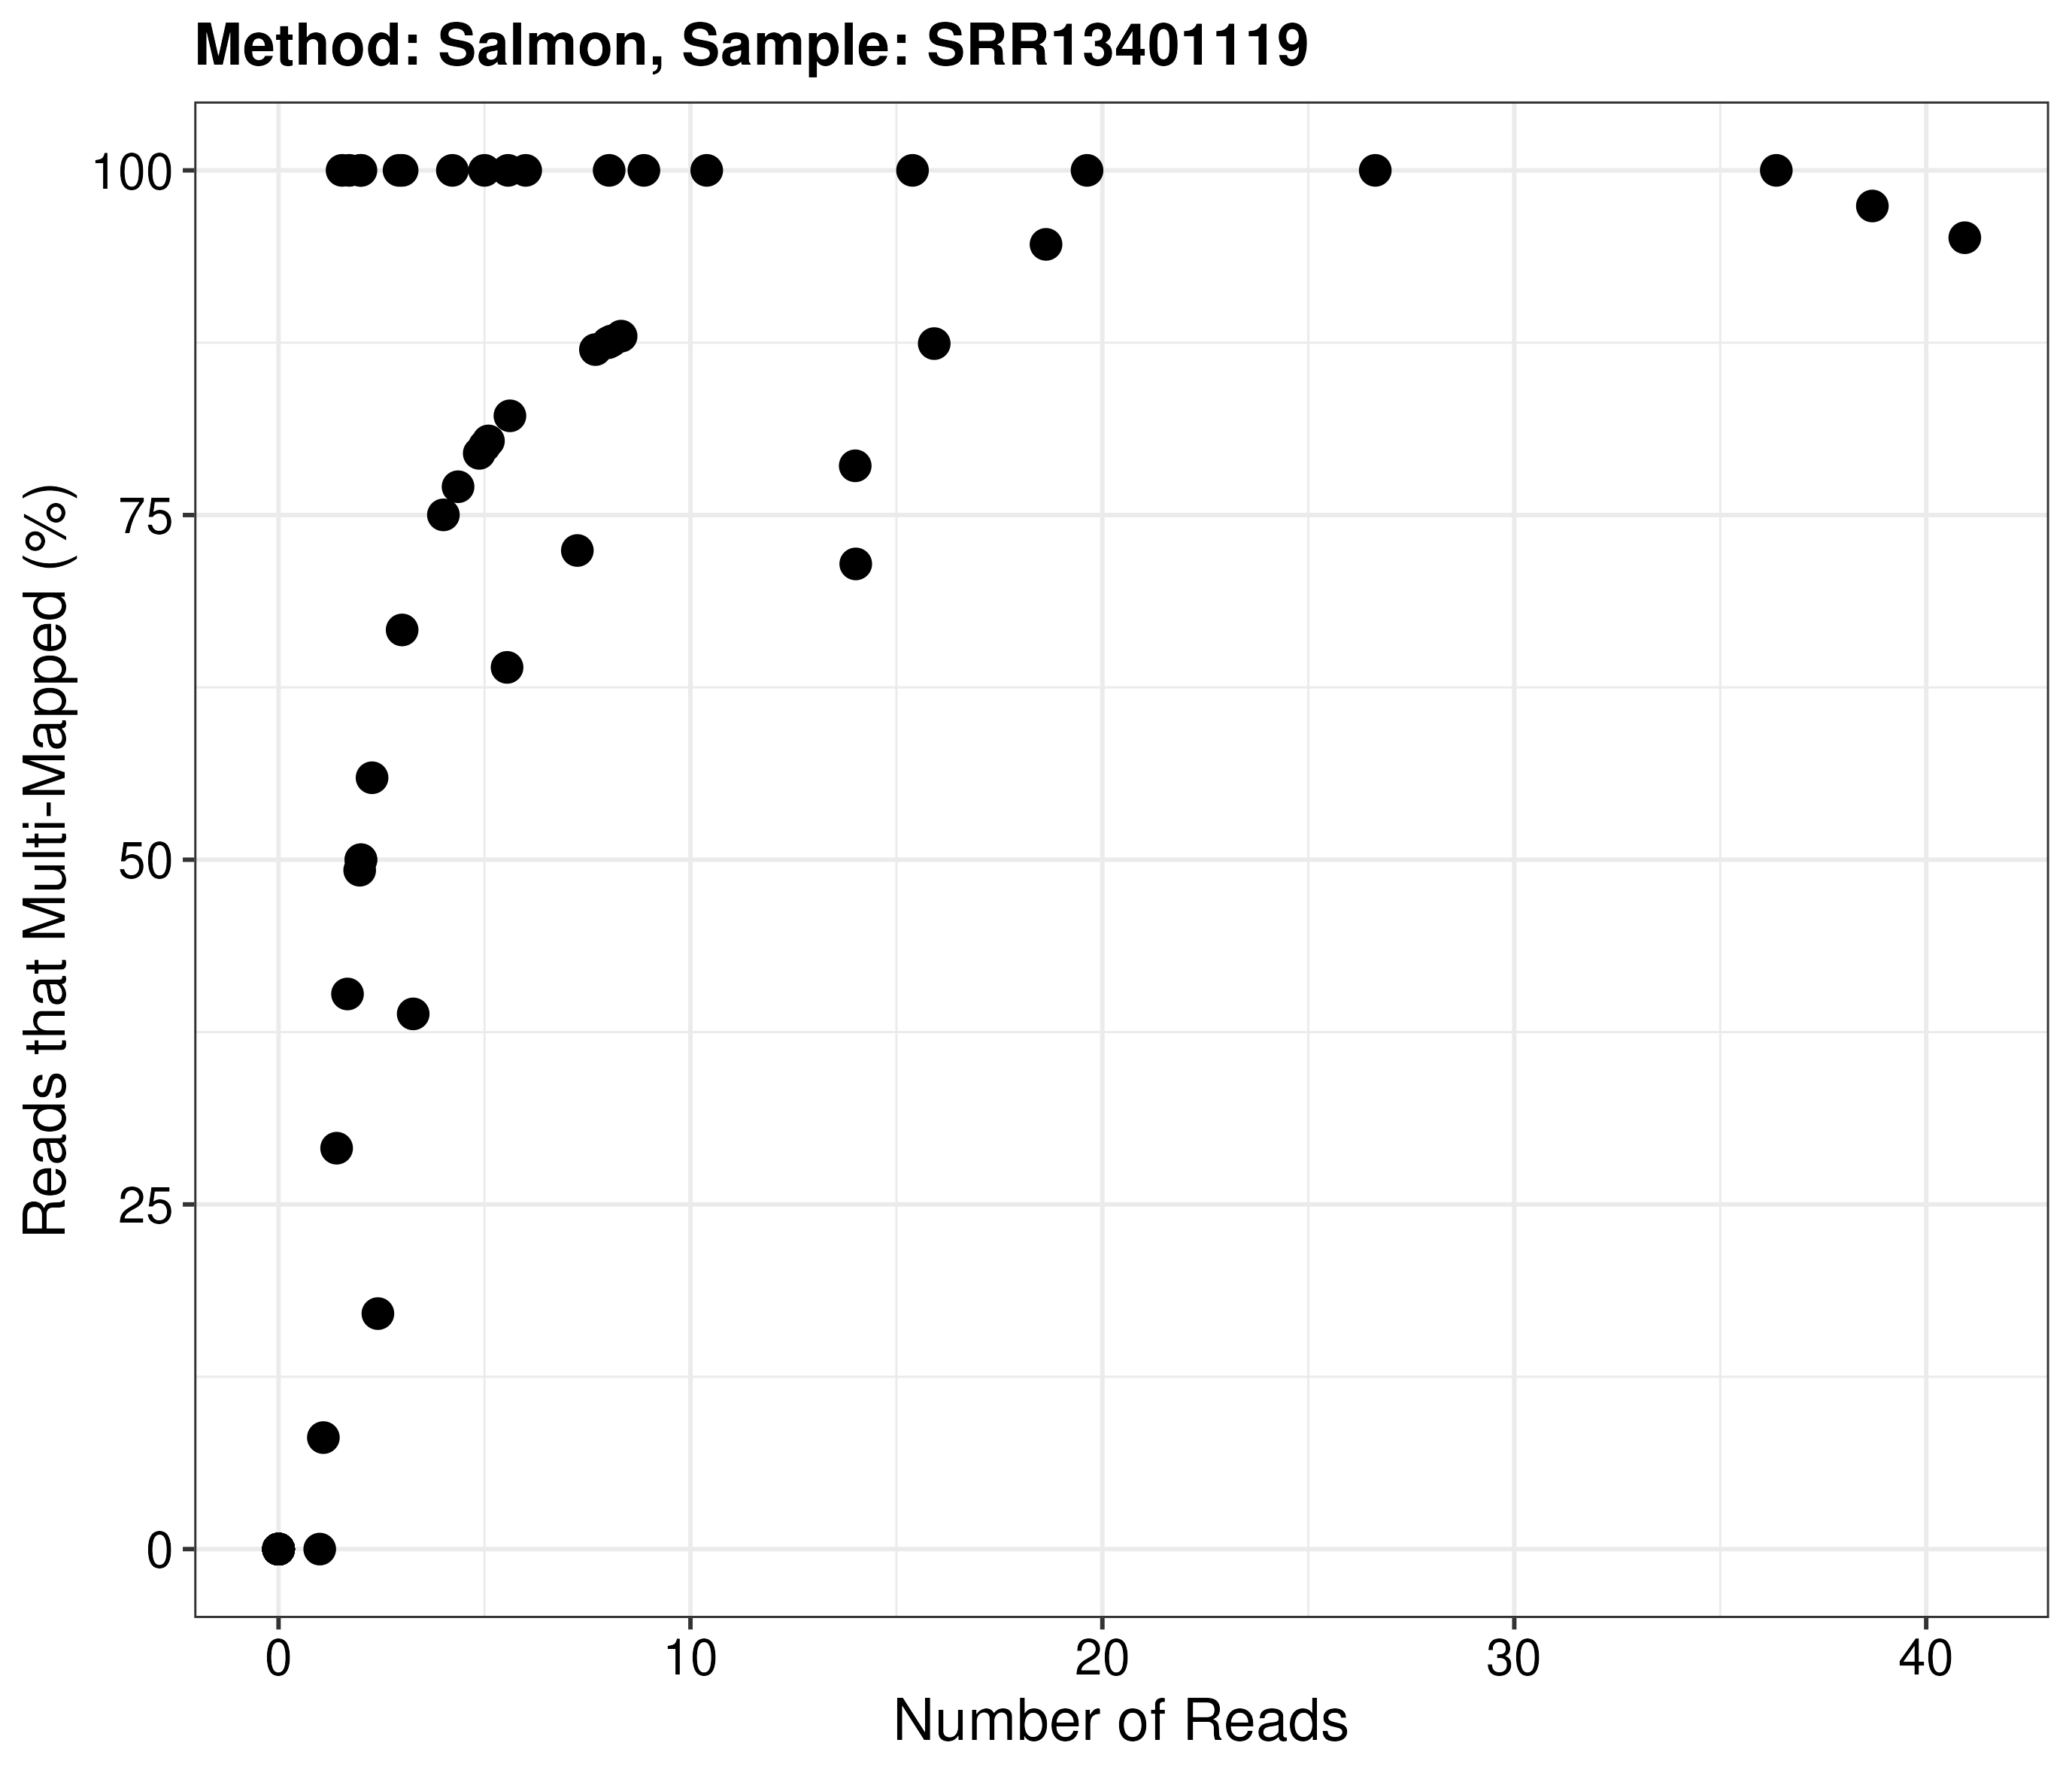 Method: Salmon, Sample: SRR13401119
Reads that Multi-Mapped (%)
100
75
50
25
0
0 10 20 30 40
Number of Reads